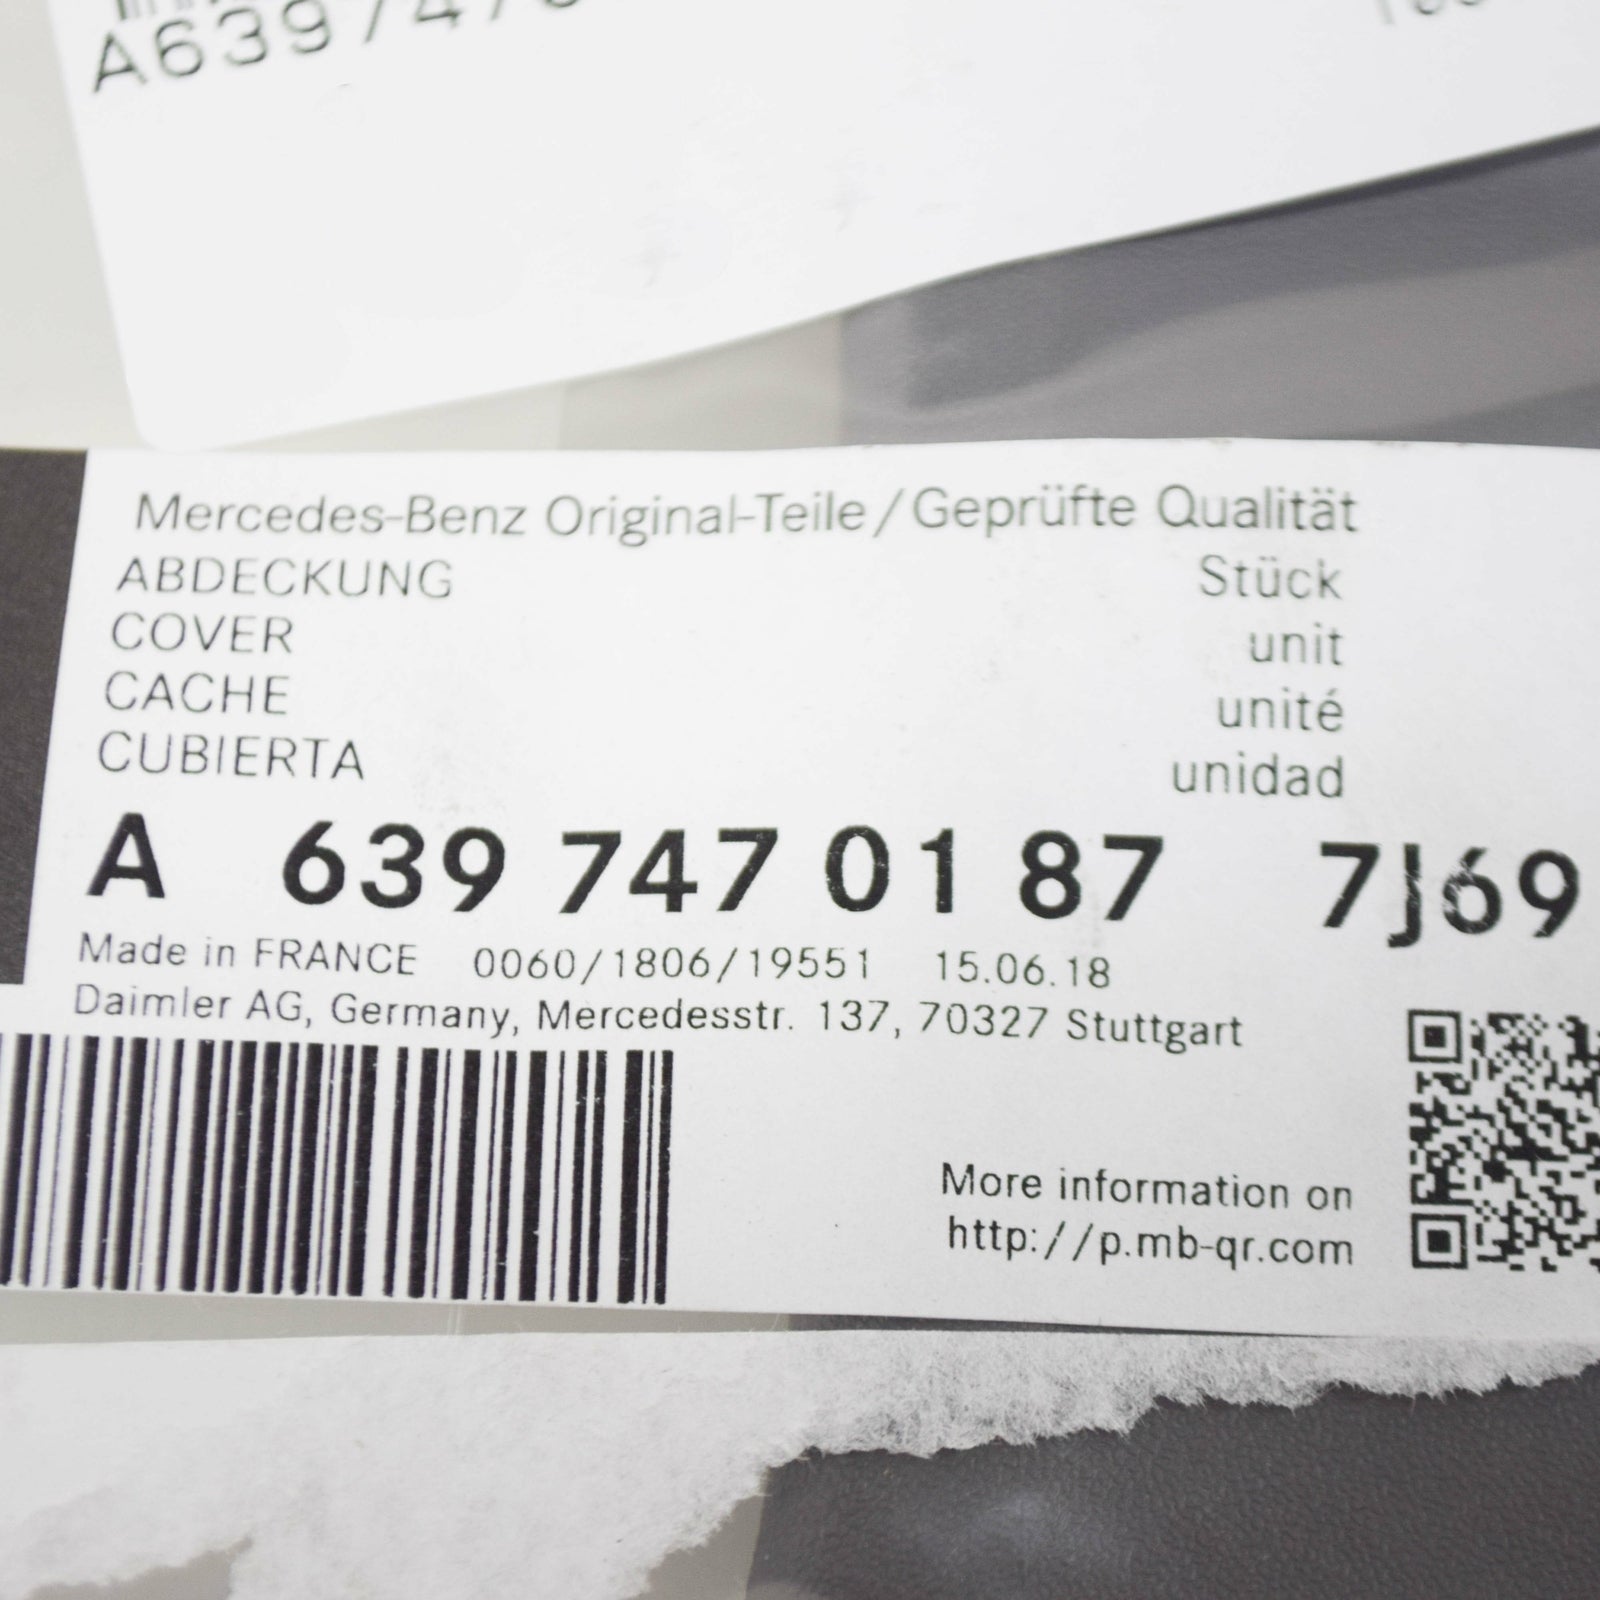 A639747
Mercedes-Benz Original-Teile/Geprüfte Qualität
ABDECKUNG Stück
COVER unit
CACHE unité
CUBIERTA unidad
A 639 747 01 87 7J69
Made in FRANCE 0060/1806/19551 15.06.18
Daimler AG, Germany, Mercedesstr. 137, 70327 Stuttgart
More information on
http://p.mb-qr.com